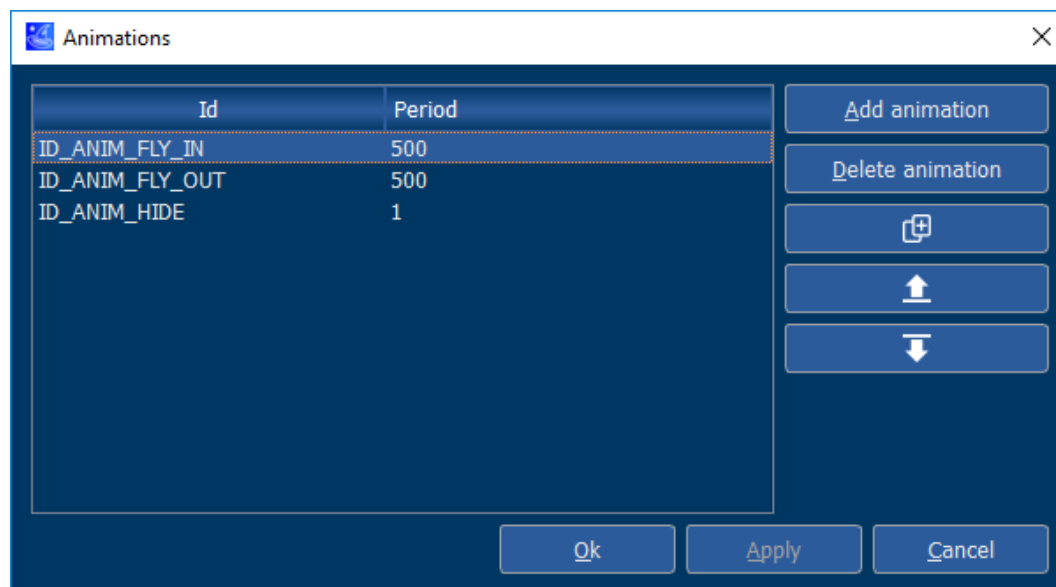 Animations
Id Period
ID_ANIM_FLY_IN 500
ID_ANIM_FLY_OUT 500
ID_ANIM_HIDE 1
Add animation
Delete animation
Ok Apply Cancel